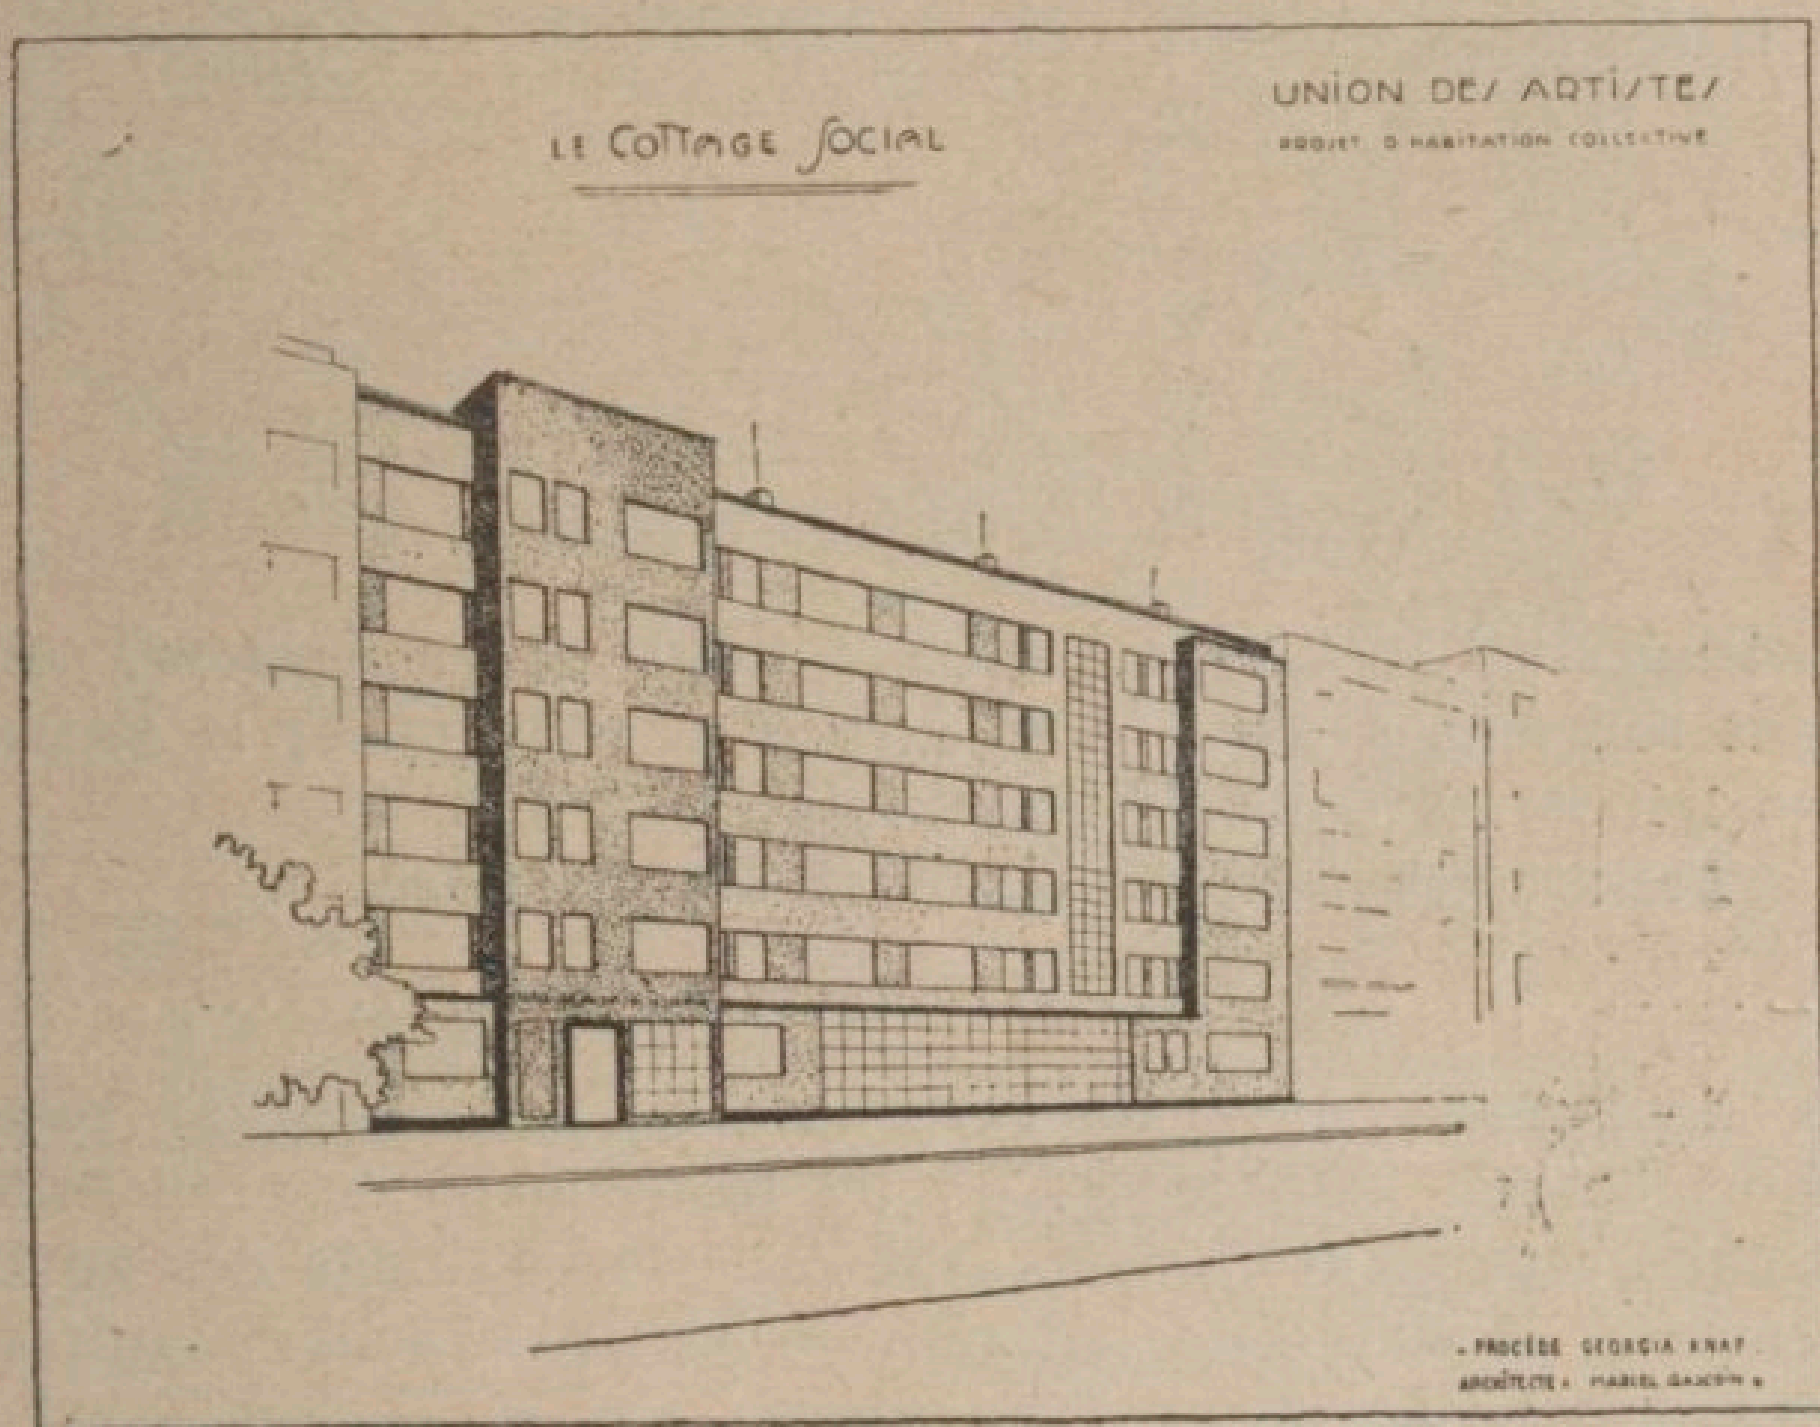 LE COTTAGE SOCIAL
UNION DES ARTISTES
PROJET D HABITATION COLLECTIVE
PROCÉDÉ GEORGIA KNAP
ARCHITECTE : MARCEL GASCOIN